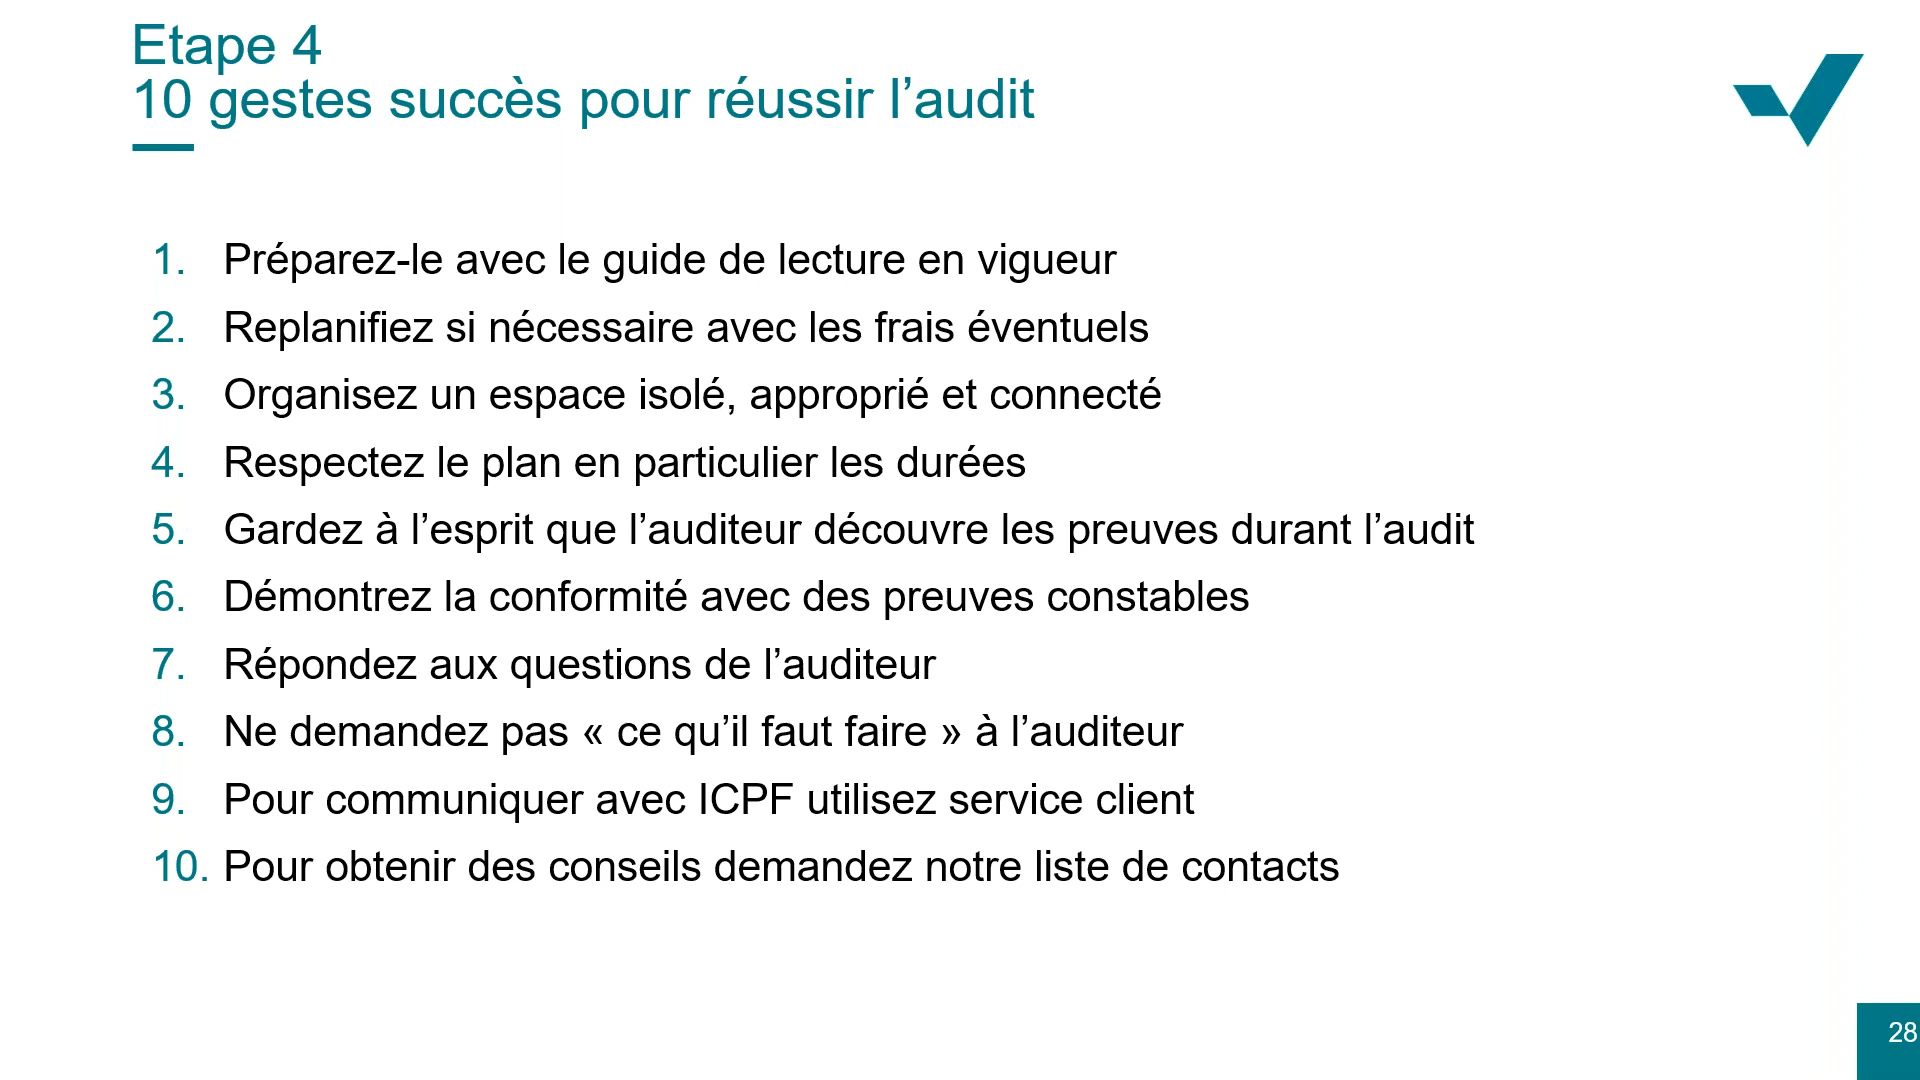 Etape 4
10 gestes succès pour réussir l’audit
1. Préparez-le avec le guide de lecture en vigueur
2. Replanifiez si nécessaire avec les frais éventuels
3. Organisez un espace isolé, approprié et connecté
4. Respectez le plan en particulier les durées
5. Gardez à l’esprit que l’auditeur découvre les preuves durant l’audit
6. Démontrez la conformité avec des preuves constables
7. Répondez aux questions de l’auditeur
8. Ne demandez pas « ce qu’il faut faire » à l’auditeur
9. Pour communiquer avec ICPF utilisez service client
10. Pour obtenir des conseils demandez notre liste de contacts
28